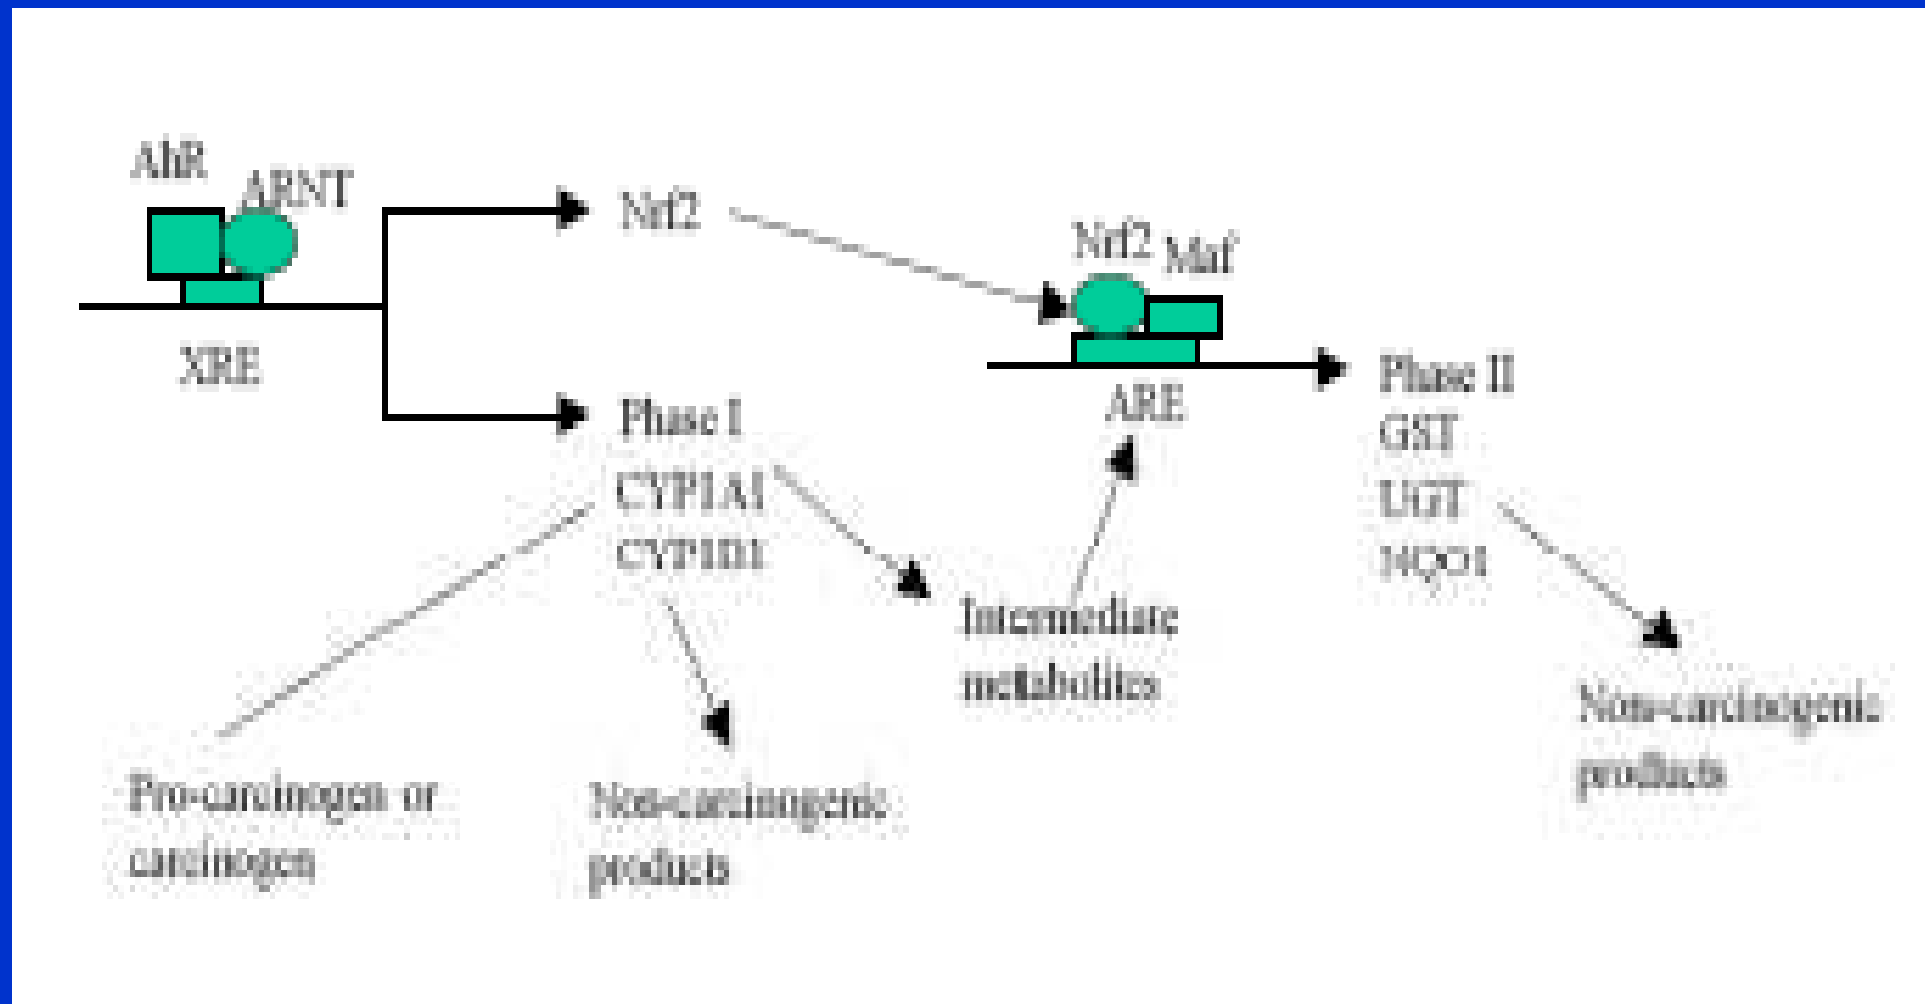 AhR
ARNT
XRE
Nrf2
Phase I
CYP1A1
CYP1B1
Pro-carcinogen or
carcinogen
Non-carcinogenic
products
Intermediate
metabolites
Nrf2
Maf
ARE
Phase II
GST
UGT
NQO1
Non-carcinogenic
products